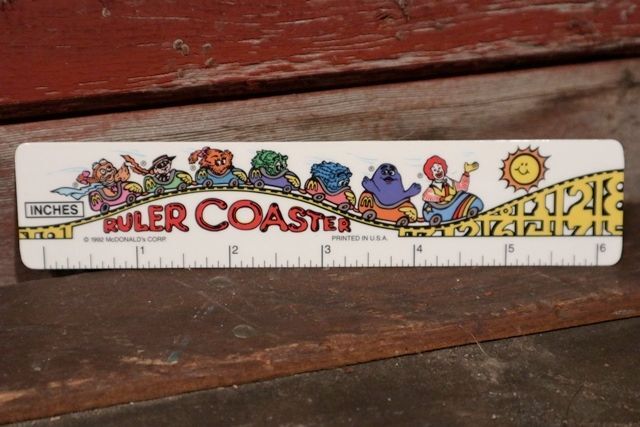 INCHES
RULER COASTER
© 1992 McDONALD'S CORP.
PRINTED IN U.S.A.
1 2 3 4 5 6